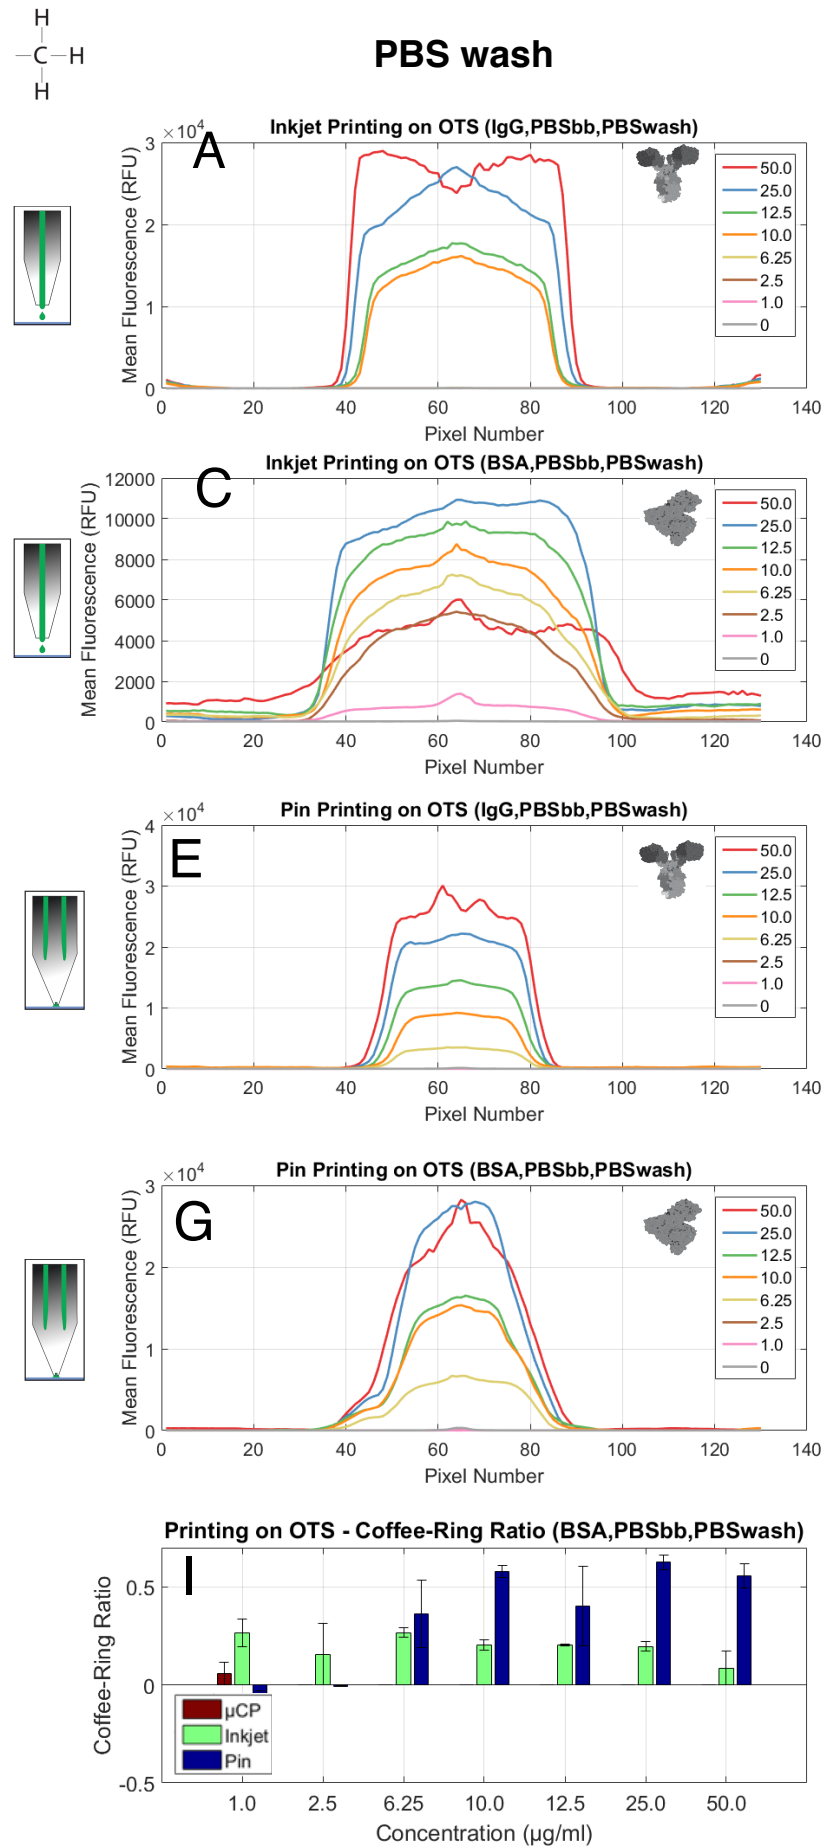 H
C H
H
PBS wash
Inkjet Printing on OTS (IgG,PBSbb,PBSwash)
×10⁴
A
Mean Fluorescence (RFU)
3
2
1
0
0 20 40 60 80 100 120 140
Pixel Number
50.0
25.0
12.5
10.0
6.25
2.5
1.0
0
Inkjet Printing on OTS (BSA,PBSbb,PBSwash)
C
Mean Fluorescence (RFU)
12000
10000
8000
6000
4000
2000
0
0 20 40 60 80 100 120 140
Pixel Number
50.0
25.0
12.5
10.0
6.25
2.5
1.0
0
Pin Printing on OTS (IgG,PBSbb,PBSwash)
×10⁴
E
Mean Fluorescence (RFU)
4
3
2
1
0
0 20 40 60 80 100 120 140
Pixel Number
50.0
25.0
12.5
10.0
6.25
2.5
1.0
0
Pin Printing on OTS (BSA,PBSbb,PBSwash)
×10⁴
G
Mean Fluorescence (RFU)
3
2
1
0
0 20 40 60 80 100 120 140
Pixel Number
50.0
25.0
12.5
10.0
6.25
2.5
1.0
0
Printing on OTS - Coffee-Ring Ratio (BSA,PBSbb,PBSwash)
I
Coffee-Ring Ratio
0.5
0
-0.5
µCP
Inkjet
Pin
1.0 2.5 6.25 10.0 12.5 25.0 50.0
Concentration (µg/ml)